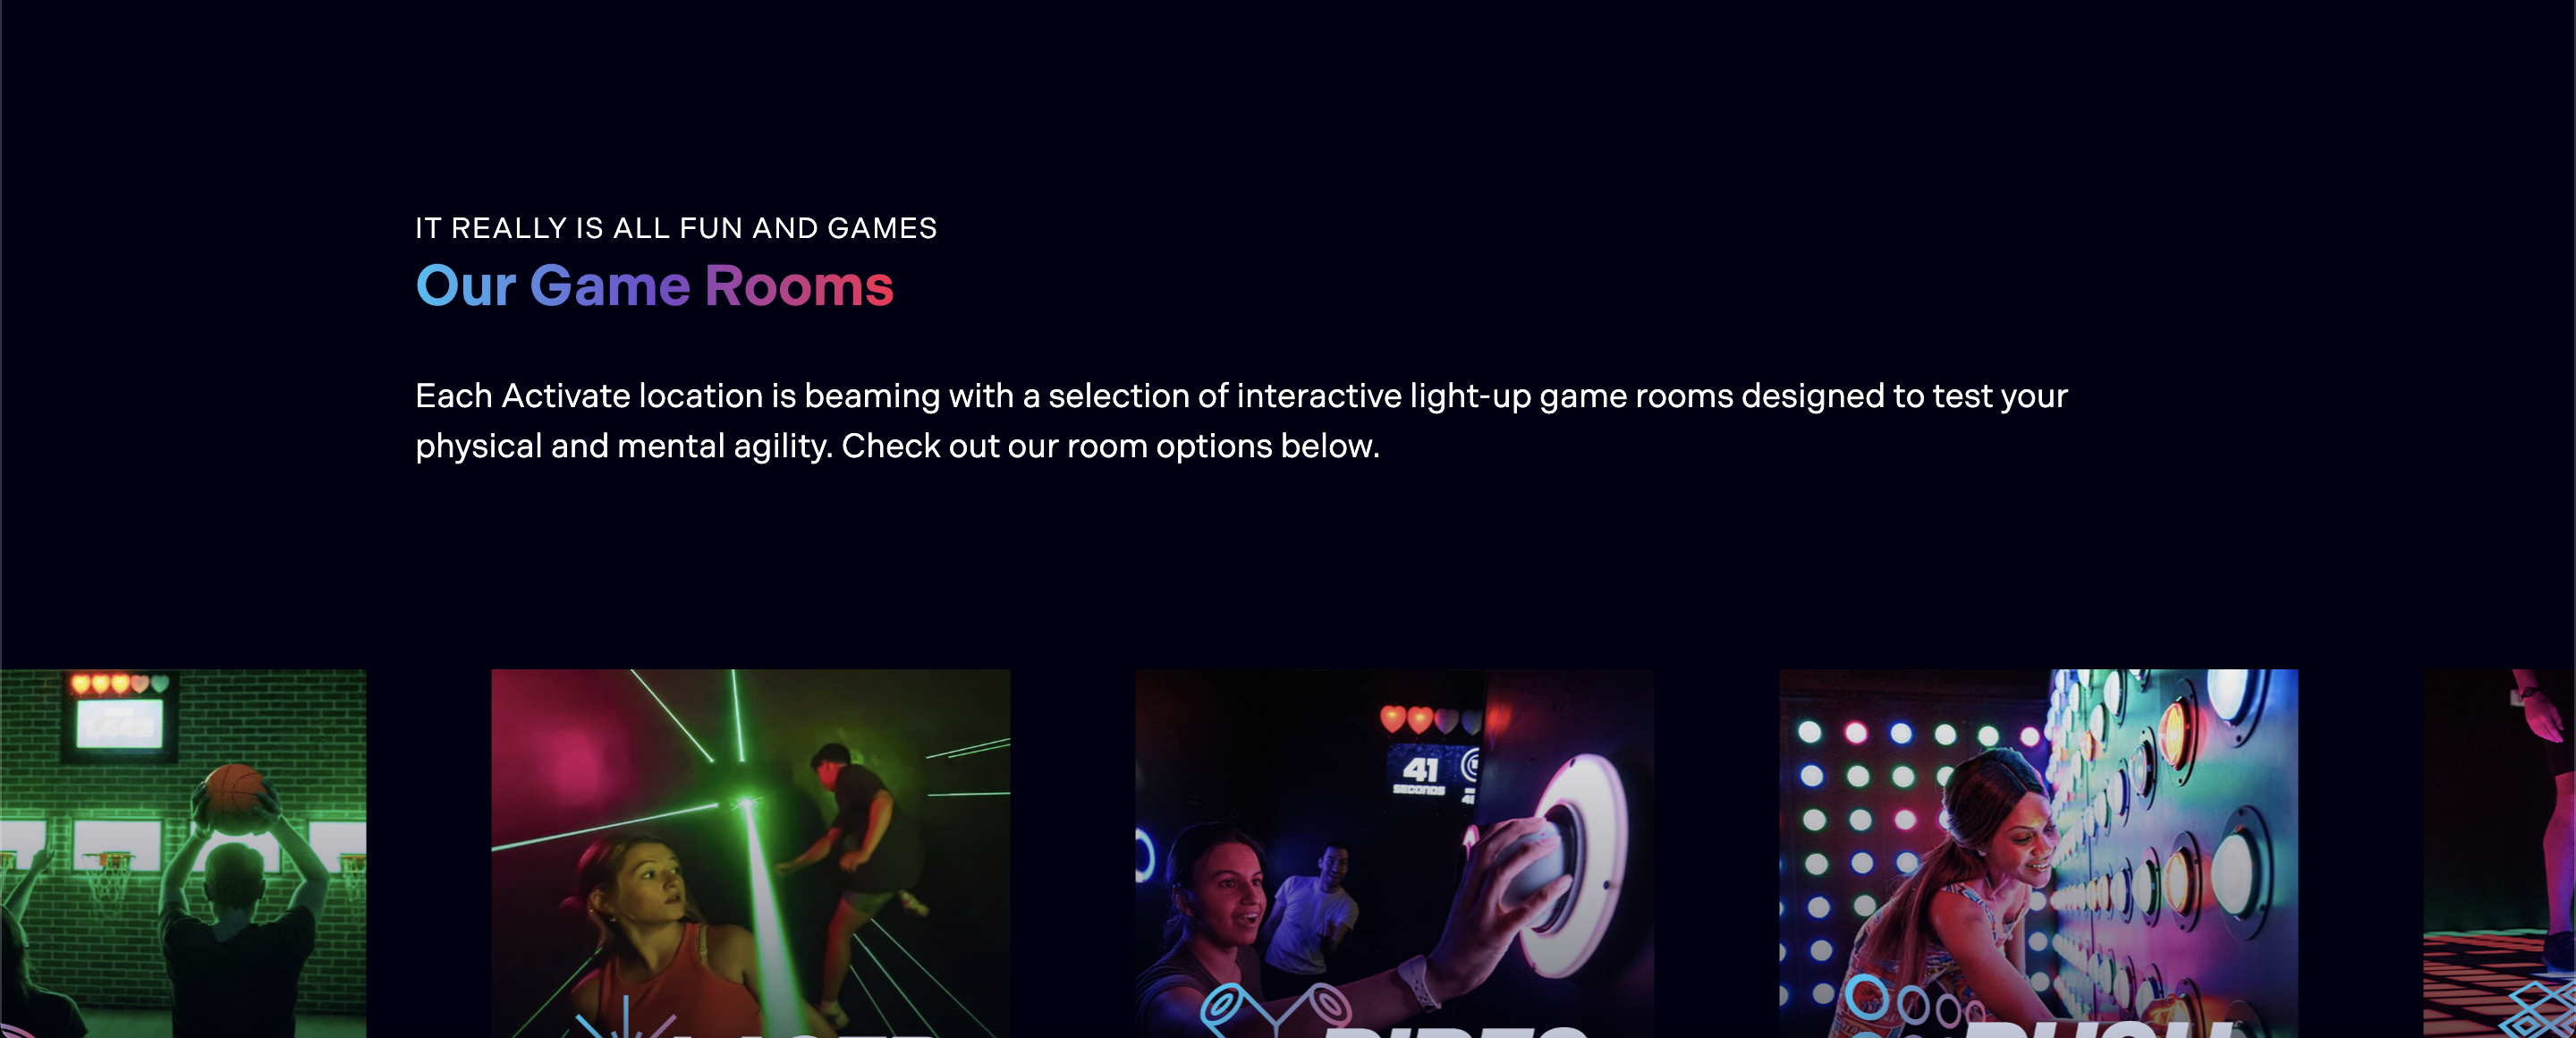 IT REALLY IS ALL FUN AND GAMES
Our Game Rooms
Each Activate location is beaming with a selection of interactive light-up game rooms designed to test your
physical and mental agility. Check out our room options below.
41
SECONDS
PIPES
PUSH